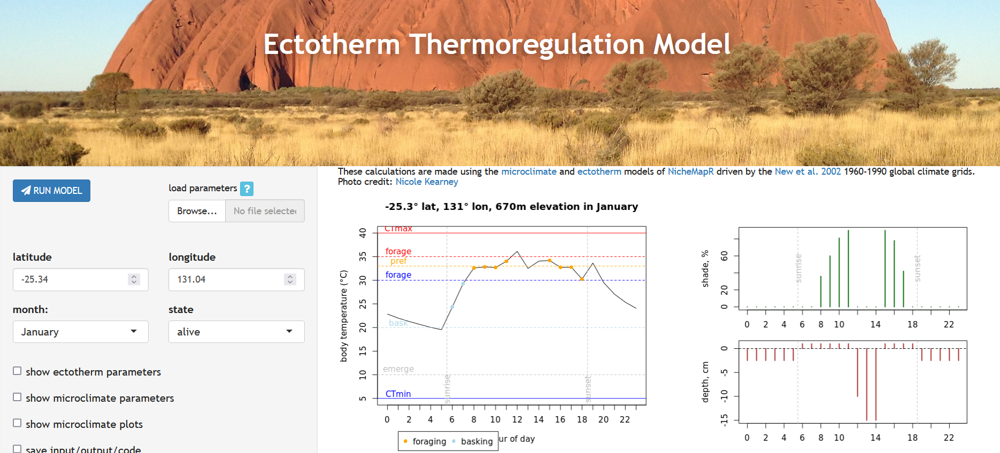 Ectotherm Thermoregulation Model
RUN MODEL
load parameters ?
Browse... No file selected
latitude
longitude
-25.34
131.04
month:
state
January
alive
show ectotherm parameters
show microclimate parameters
show microclimate plots
save input/output/code
These calculations are made using the microclimate and ectotherm models of NicheMapR driven by the New et al. 2002 1960-1990 global climate grids.
Photo credit: Nicole Kearney
-25.3° lat, 131° lon, 670m elevation in January
body temperature (°C)
40
35
30
25
20
15
10
5
CTmax
forage
pref
forage
bask
emerge
CTmin
sunrise
sunset
0 2 4 6 8 10 12 14 16 18 20 22
foraging basking
ur of day
shade, %
60
20
0
sunrise
sunset
0 2 4 6 8 10 14 18 22
depth, cm
0
-5
-10
-15
0 2 4 6 8 10 14 18 22